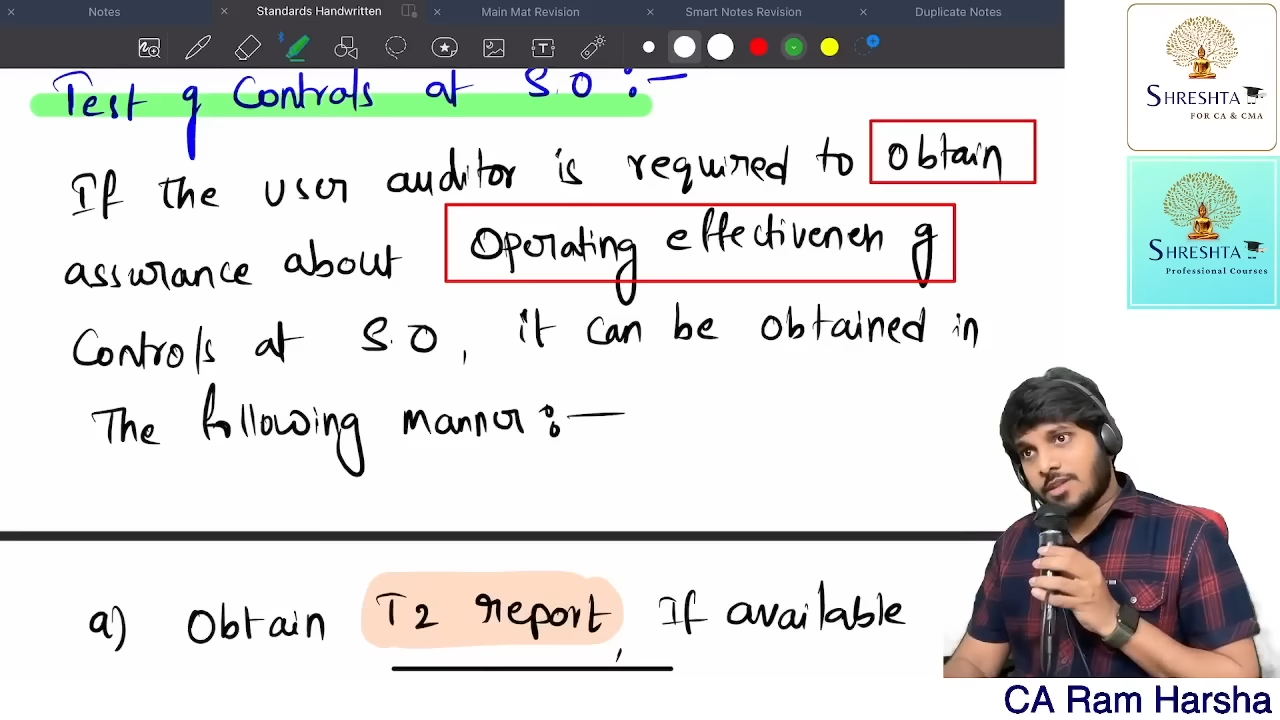 Notes
Standards Handwritten
Main Mat Revision
Smart Notes Revision
Duplicate Notes
Test of Controls at S.O :-
If the user auditor is required to obtain
assurance about Operating effectiveness of
Controls at S.O, it can be obtained in
The following manner :-
a) Obtain T2 report, If available
SHRESHTA
FOR CA & CMA
SHRESHTA
Professional Courses
CA Ram Harsha